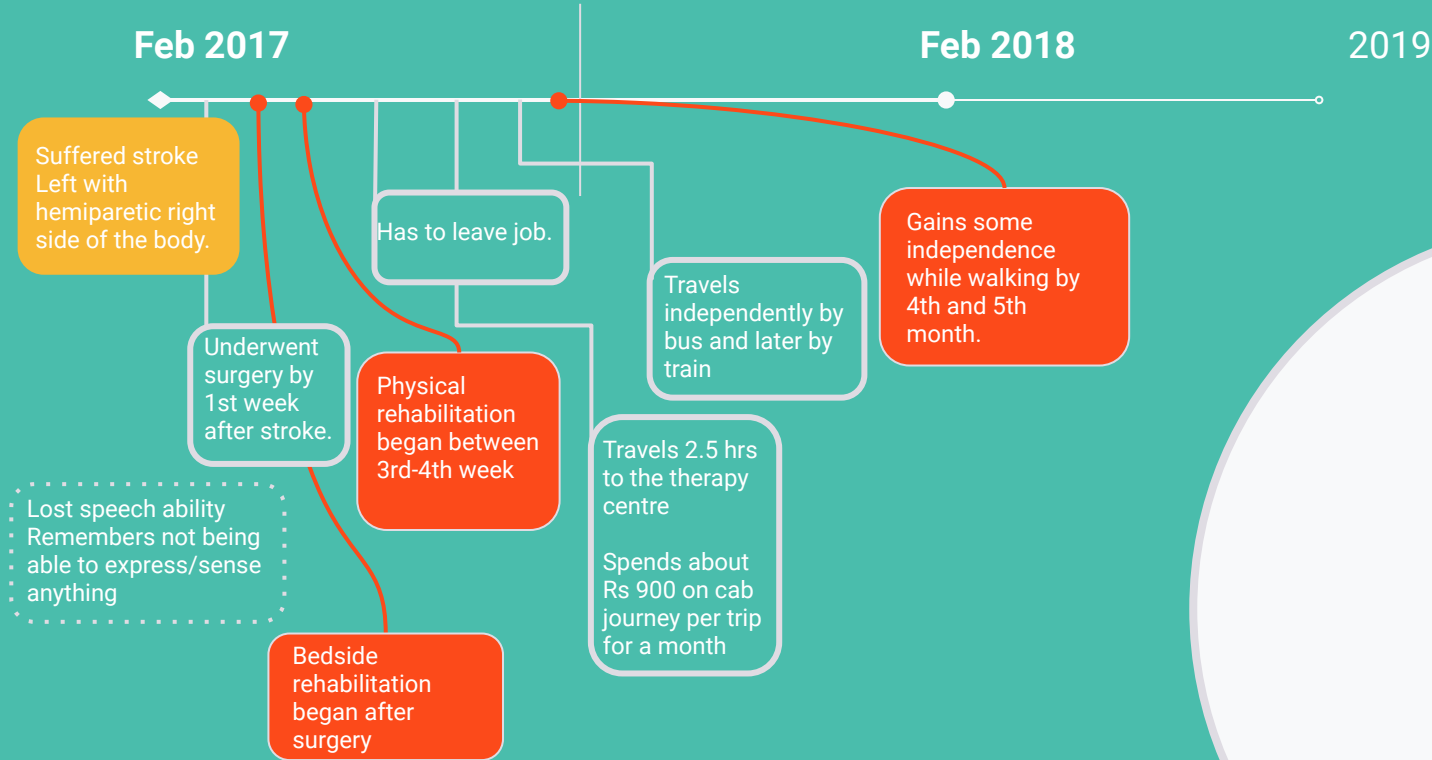 Feb 2017
Feb 2018
2019
Suffered stroke
Left with
hemiparetic right
side of the body.
Underwent
surgery by
1st week
after stroke.
Lost speech ability
Remembers not being
able to express/sense
anything
Bedside
rehabilitation
began after
surgery
Physical
rehabilitation
began between
3rd-4th week
Has to leave job.
Travels 2.5 hrs
to the therapy
centre
Spends about
Rs 900 on cab
journey per trip
for a month
Travels
independently by
bus and later by
train
Gains some
independence
while walking by
4th and 5th
month.